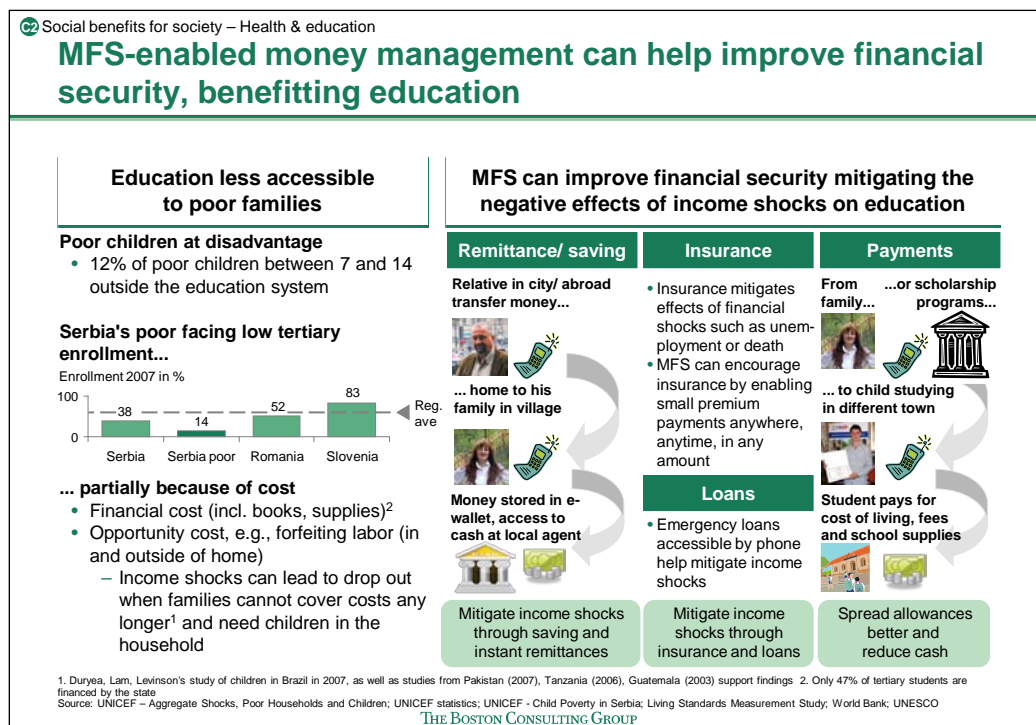 C2 Social benefits for society – Health & education
MFS-enabled money management can help improve financial
security, benefitting education
Education less accessible
to poor families
Poor children at disadvantage
• 12% of poor children between 7 and 14
outside the education system
Serbia's poor facing low tertiary
enrollment...
Enrollment 2007 in %
100
0
38
14
52
83
Reg.
ave
Serbia
Serbia poor
Romania
Slovenia
... partially because of cost
• Financial cost (incl. books, supplies)2
• Opportunity cost, e.g., forfeiting labor (in
and outside of home)
– Income shocks can lead to drop out
when families cannot cover costs any
longer1 and need children in the
household
MFS can improve financial security mitigating the
negative effects of income shocks on education
Remittance/ saving
Relative in city/ abroad
transfer money...
... home to his
family in village
Money stored in e-
wallet, access to
cash at local agent
Mitigate income shocks
through saving and
instant remittances
Insurance
• Insurance mitigates
effects of financial
shocks such as unem-
ployment or death
• MFS can encourage
insurance by enabling
small premium
payments anywhere,
anytime, in any
amount
Loans
• Emergency loans
accessible by phone
help mitigate income
shocks
Mitigate income
shocks through
insurance and loans
Payments
From
family...
...or scholarship
programs...
... to child studying
in different town
Student pays for
cost of living, fees
and school supplies
Spread allowances
better and
reduce cash
1. Duryea, Lam, Levinson's study of children in Brazil in 2007, as well as studies from Pakistan (2007), Tanzania (2006), Guatemala (2003) support findings 2. Only 47% of tertiary students are
financed by the state
Source: UNICEF – Aggregate Shocks, Poor Households and Children; UNICEF statistics; UNICEF - Child Poverty in Serbia; Living Standards Measurement Study; World Bank; UNESCO
THE BOSTON CONSULTING GROUP